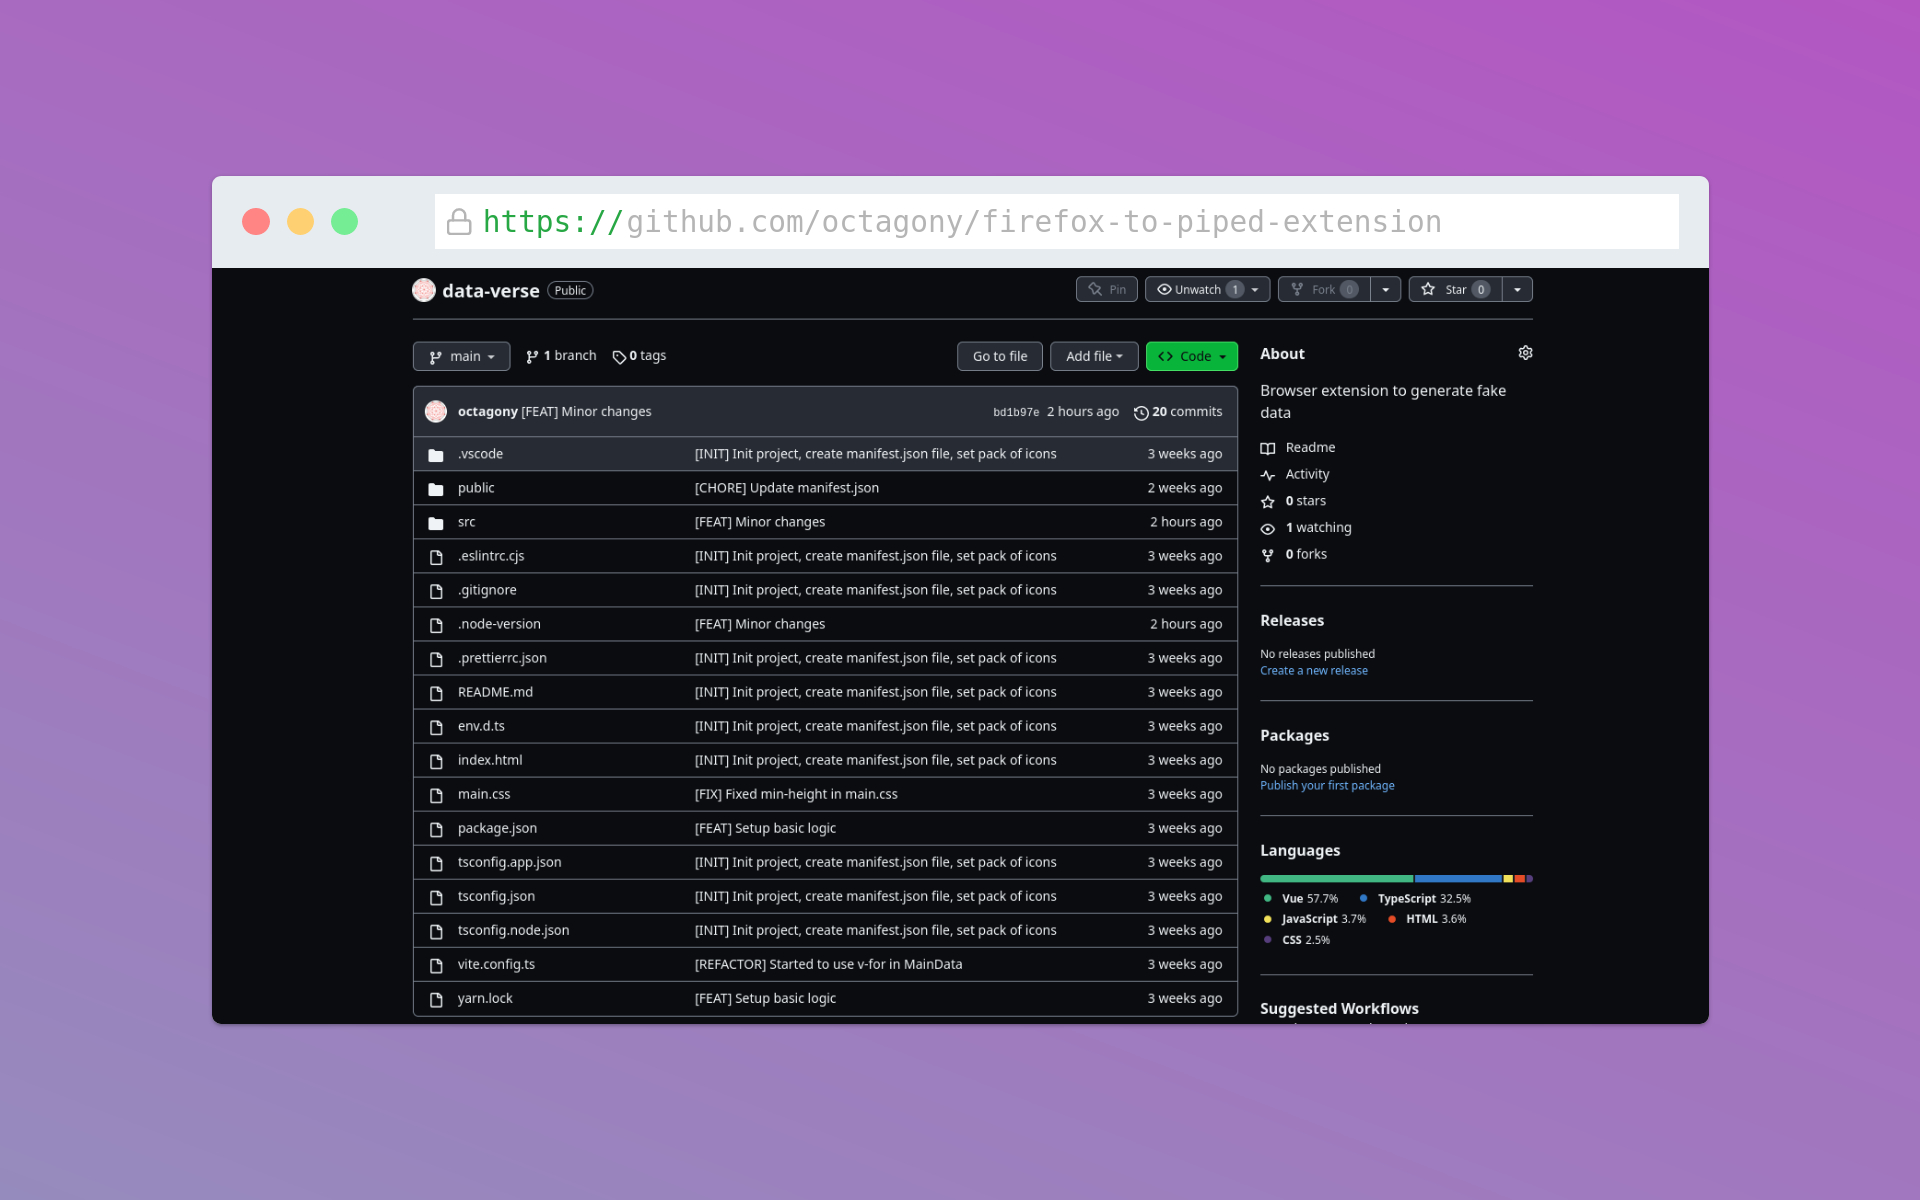 https://github.com/octagony/firefox-to-piped-extension
data-verse Public Pin Unwatch 1 Fork 0 Star 0
main 1 branch 0 tags Go to file Add file Code
octagony [FEAT] Minor changes bd1b97e 2 hours ago 20 commits
.vscode [INIT] Init project, create manifest.json file, set pack of icons 3 weeks ago
public [CHORE] Update manifest.json 2 weeks ago
src [FEAT] Minor changes 2 hours ago
.eslintrc.cjs [INIT] Init project, create manifest.json file, set pack of icons 3 weeks ago
.gitignore [INIT] Init project, create manifest.json file, set pack of icons 3 weeks ago
.node-version [FEAT] Minor changes 2 hours ago
.prettierrc.json [INIT] Init project, create manifest.json file, set pack of icons 3 weeks ago
README.md [INIT] Init project, create manifest.json file, set pack of icons 3 weeks ago
env.d.ts [INIT] Init project, create manifest.json file, set pack of icons 3 weeks ago
index.html [INIT] Init project, create manifest.json file, set pack of icons 3 weeks ago
main.css [FIX] Fixed min-height in main.css 3 weeks ago
package.json [FEAT] Setup basic logic 3 weeks ago
tsconfig.app.json [INIT] Init project, create manifest.json file, set pack of icons 3 weeks ago
tsconfig.json [INIT] Init project, create manifest.json file, set pack of icons 3 weeks ago
tsconfig.node.json [INIT] Init project, create manifest.json file, set pack of icons 3 weeks ago
vite.config.ts [REFACTOR] Started to use v-for in MainData 3 weeks ago
yarn.lock [FEAT] Setup basic logic 3 weeks ago
About
Browser extension to generate fake
data
Readme
Activity
0 stars
1 watching
0 forks
Releases
No releases published
Create a new release
Packages
No packages published
Publish your first package
Languages
Vue 57.7% TypeScript 32.5%
JavaScript 3.7% HTML 3.6%
CSS 2.5%
Suggested Workflows